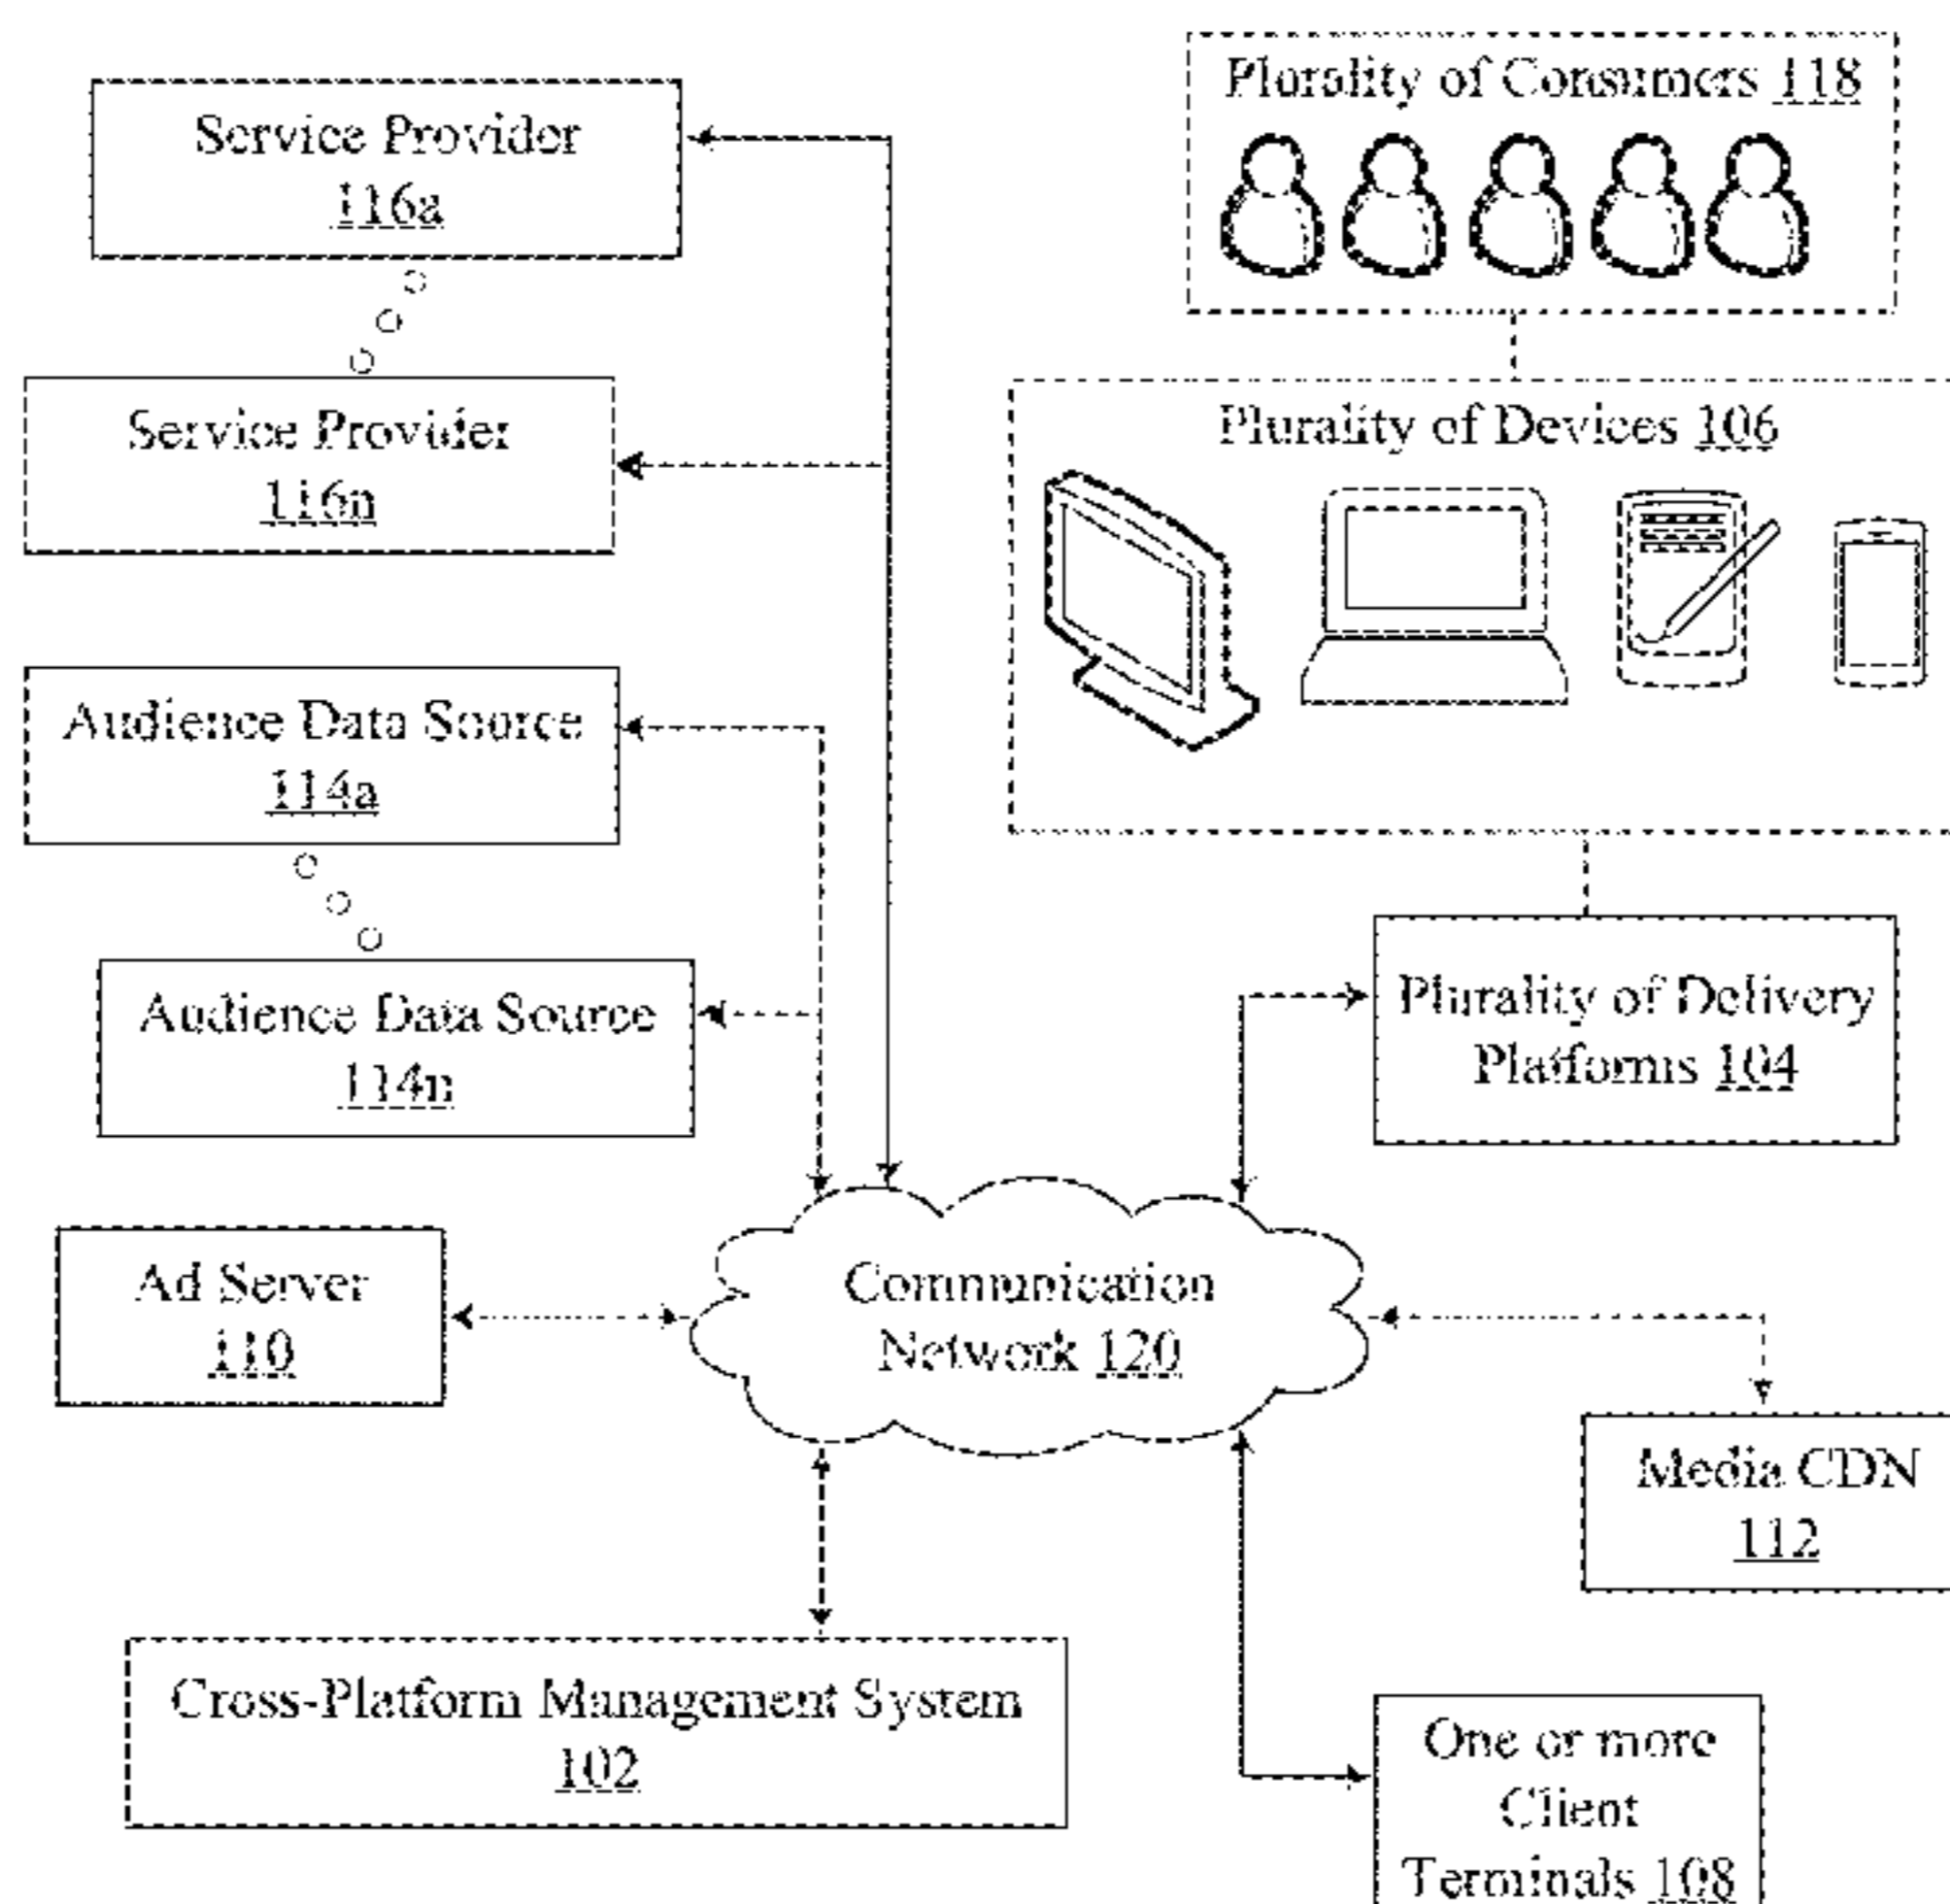 Service Provider
116a
Service Provider
116n
Audience Data Source
114a
Audience Data Source
114n
Ad Server
110
Plurality of Consumers 118
Plurality of Devices 106
Plurality of Delivery
Platforms 104
Communication
Network 120
Media CDN
112
Cross-Platform Management System
102
One or more
Client
Terminals 108